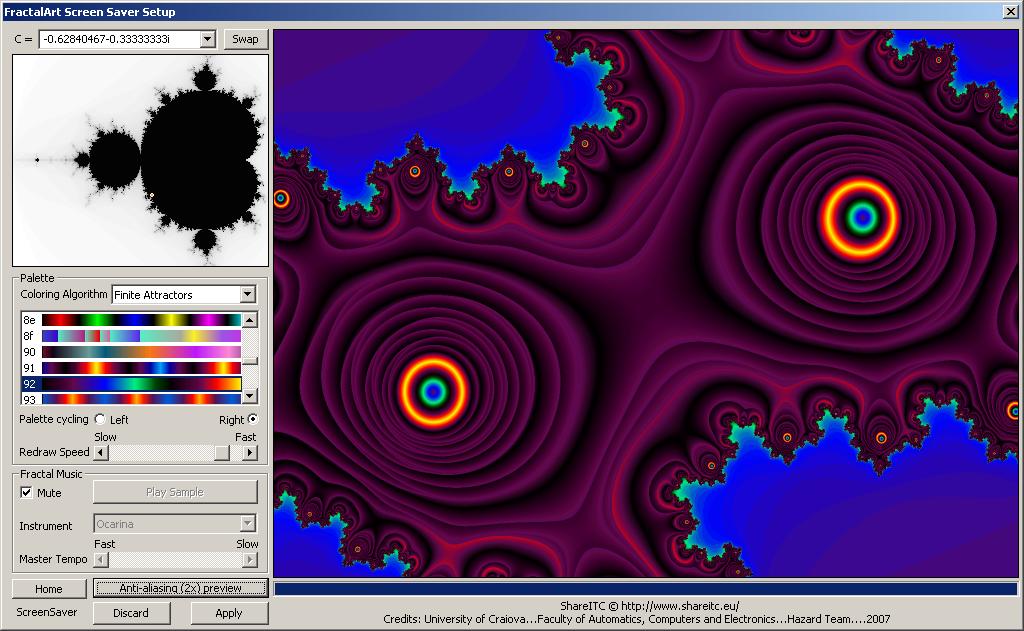 FractalArt Screen Saver Setup
C = -0.62840467-0.33333333i Swap
Palette
Coloring Algorithm Finite Attractors
8e
8f
90
91
92
93
Palette cycling Left Right
Slow Fast
Redraw Speed
Fractal Music
Mute Play Sample
Instrument Ocarina
Fast Slow
Master Tempo
Home Anti-aliasing (2x) preview
ScreenSaver Discard Apply
ShareITC © http://www.shareitc.eu/
Credits: University of Craiova...Faculty of Automatics, Computers and Electronics...Hazard Team....2007